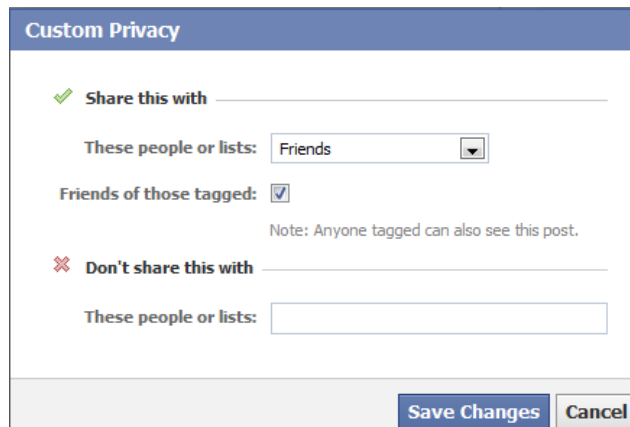 Custom Privacy
Share this with
These people or lists: Friends
Friends of those tagged:
Note: Anyone tagged can also see this post.
Don't share this with
These people or lists:
Save Changes Cancel